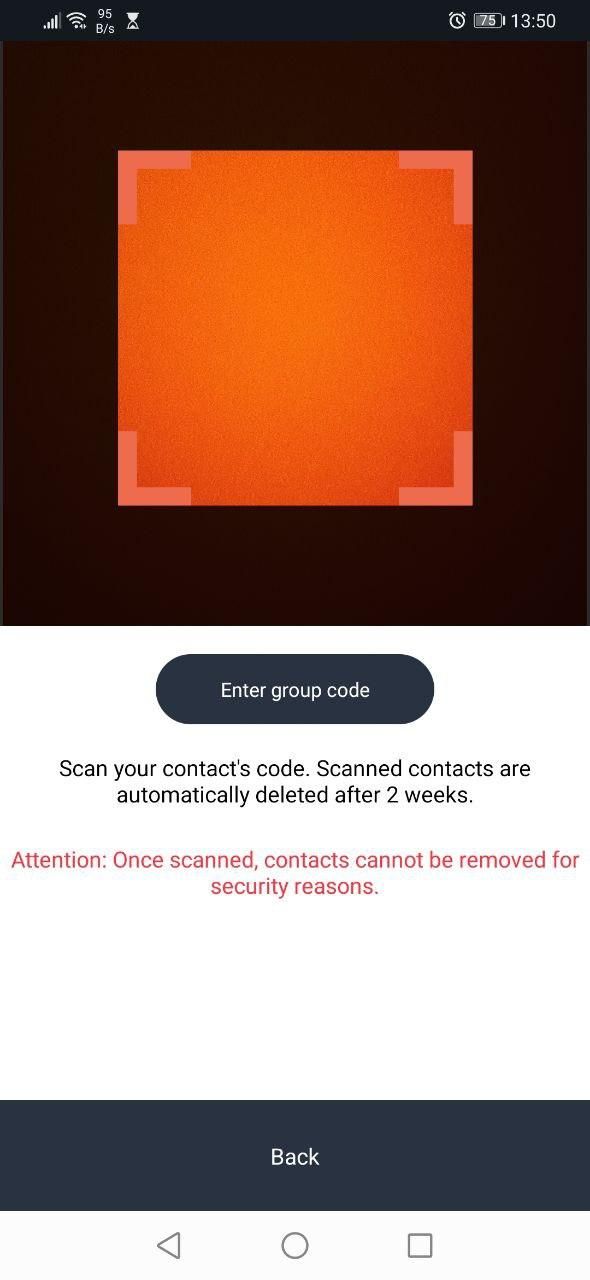 95
B/s
75
13:50
Enter group code
Scan your contact's code. Scanned contacts are
automatically deleted after 2 weeks.
Attention: Once scanned, contacts cannot be removed for
security reasons.
Back